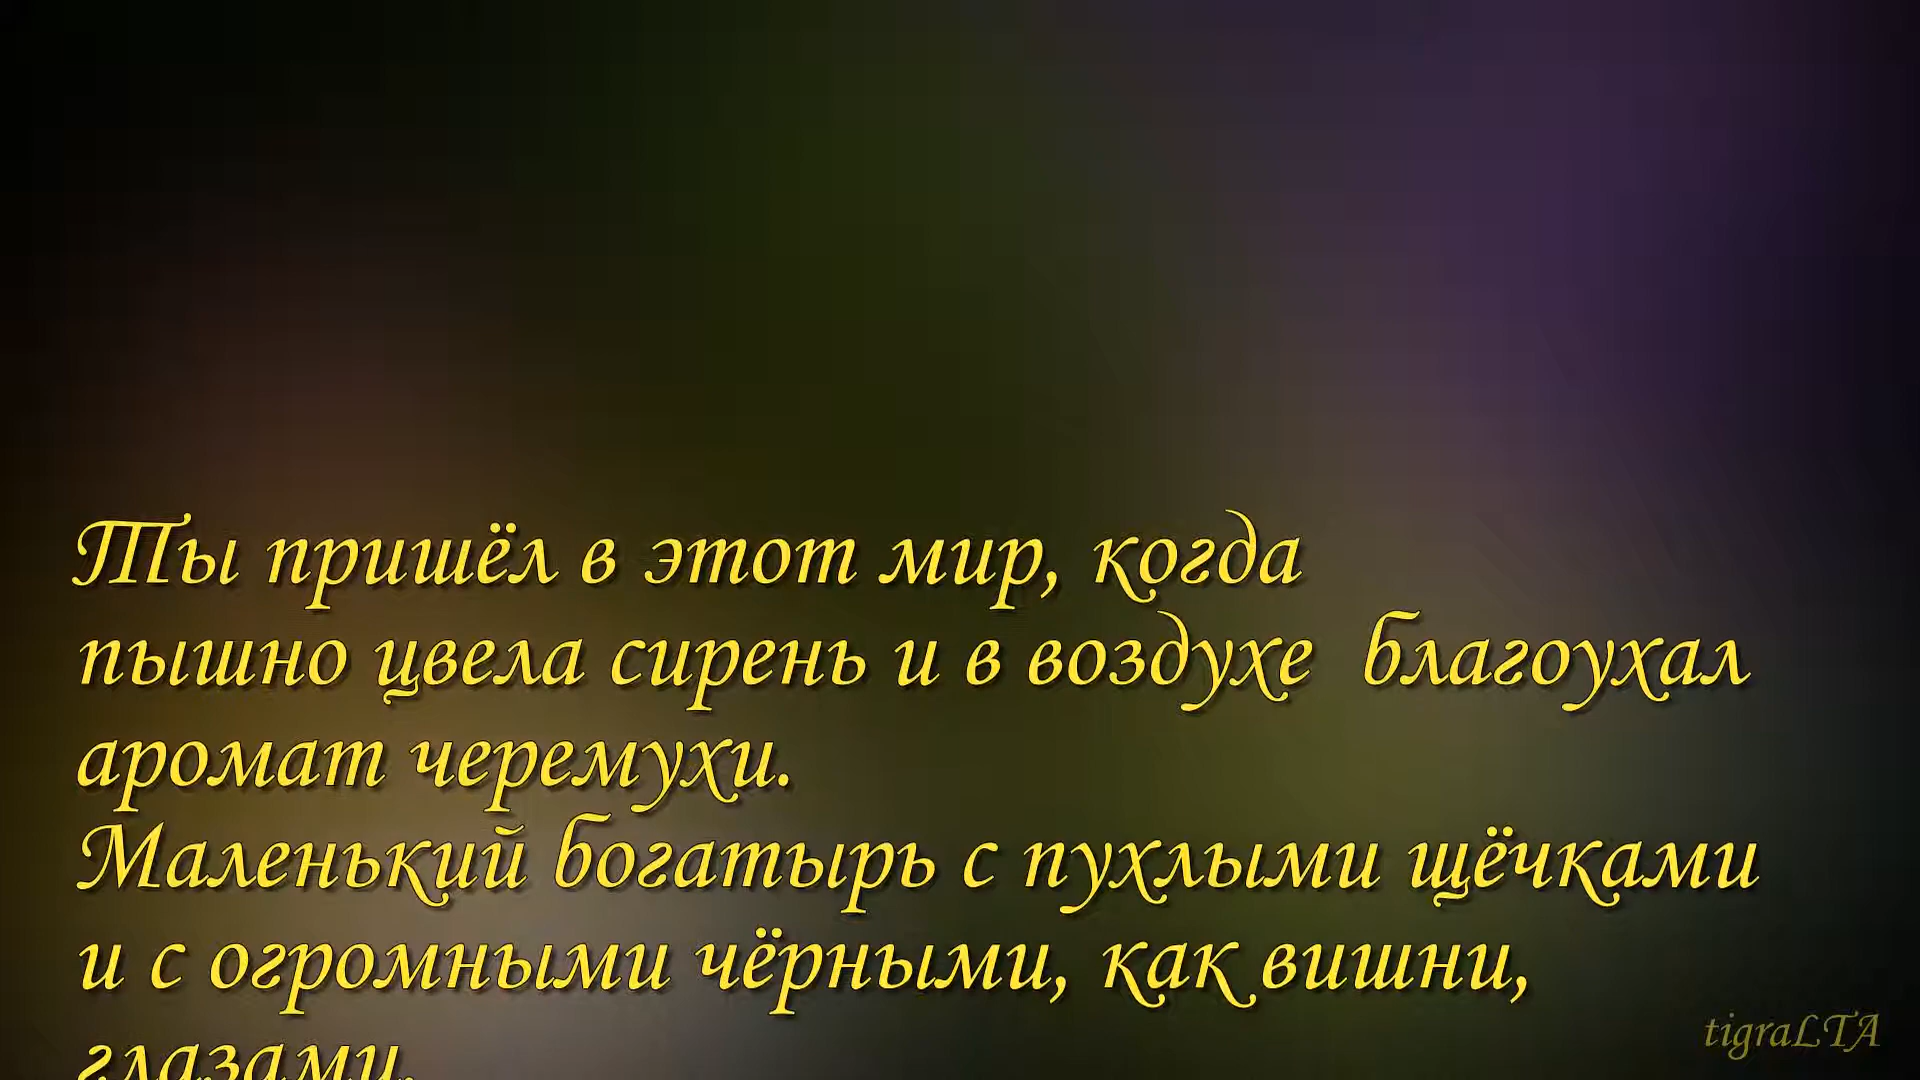 Ты пришёл в этот мир, когда
пышно цвела сирень и в воздухе  благоухал
аромат черемухи.
Маленький богатырь с пухлыми щёчками
и с огромными чёрными, как вишни,
глазами.
tigraLTA